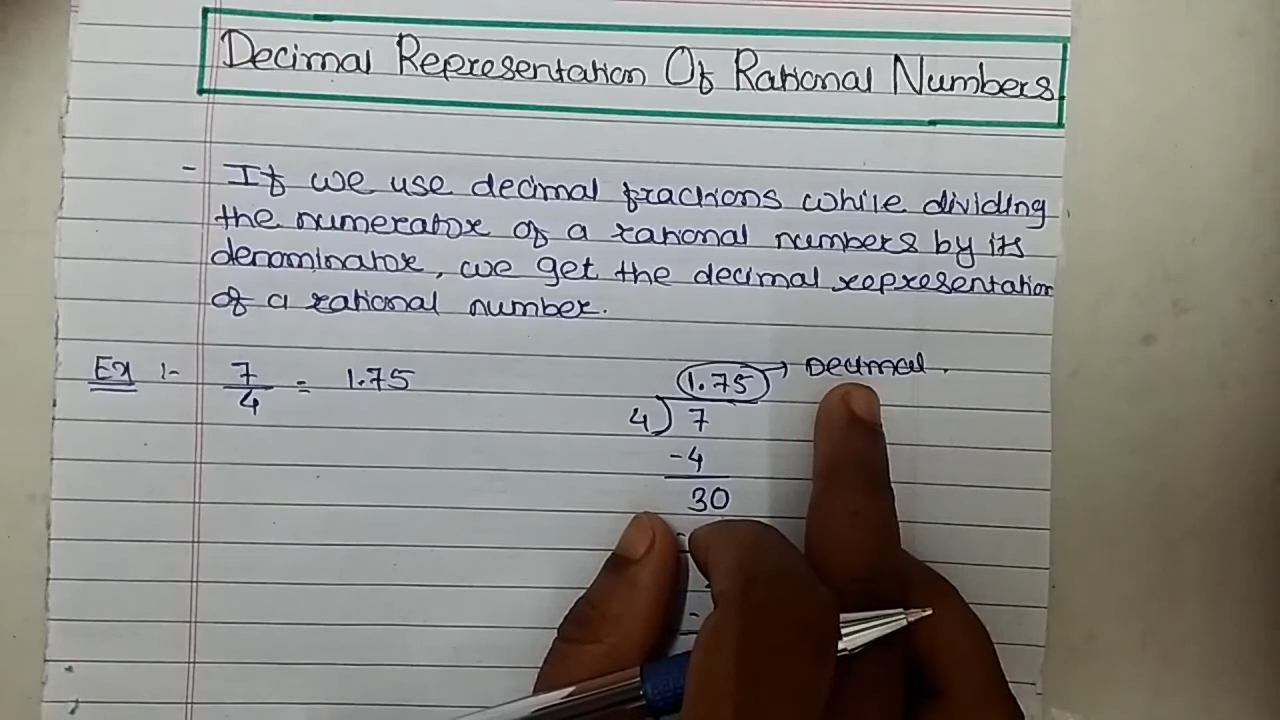 Decimal Representation Of Rational Numbers
- If we use decimal fractions while dividing
the numerator of a rational numbers by its
denominator, we get the decimal representation
of a rational number.
Ex :- 7/4 = 1.75
1.75 → Decimal.
4) 7
-4
30